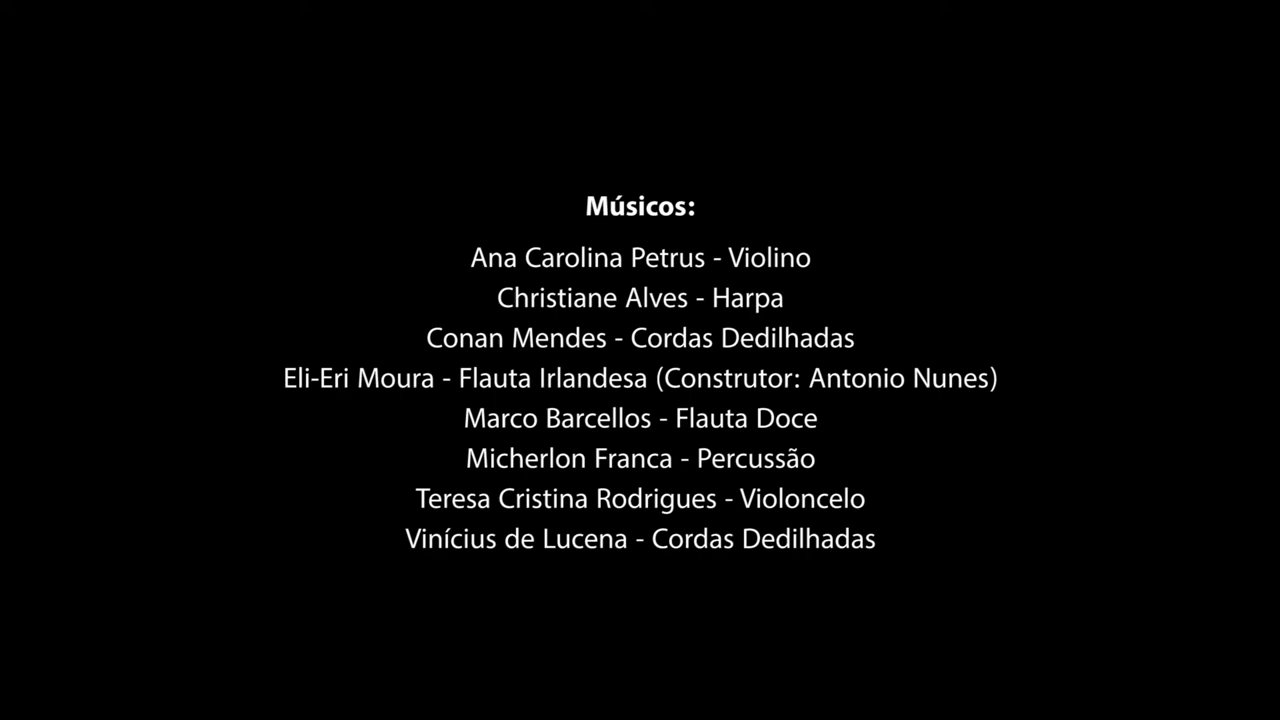 Músicos:
Ana Carolina Petrus - Violino
Christiane Alves - Harpa
Conan Mendes - Cordas Dedilhadas
Eli-Eri Moura - Flauta Irlandesa (Construtor: Antonio Nunes)
Marco Barcellos - Flauta Doce
Micherlon Franca - Percussão
Teresa Cristina Rodrigues - Violoncelo
Vinícius de Lucena - Cordas Dedilhadas